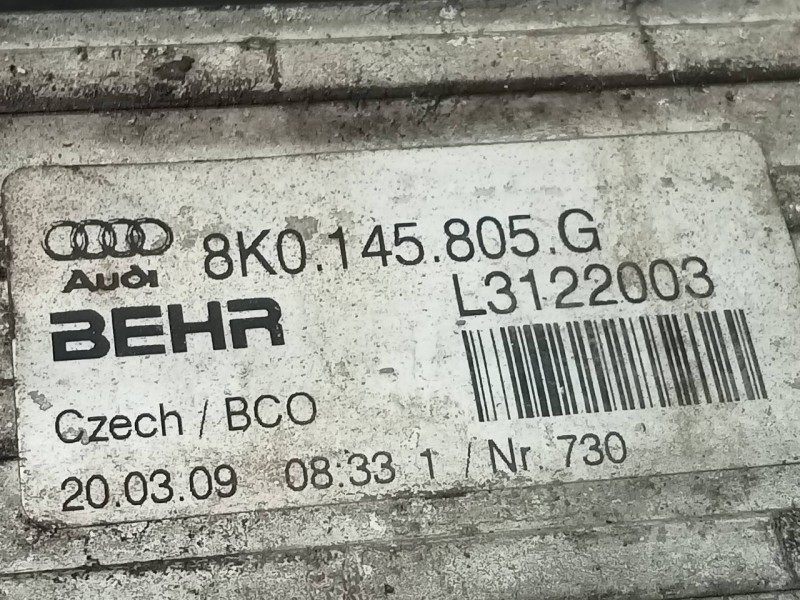 8K0.145.805.G
Audi
L3122003
BEHR
Czech / BCO
20.03.09 08:33 1 / Nr. 730